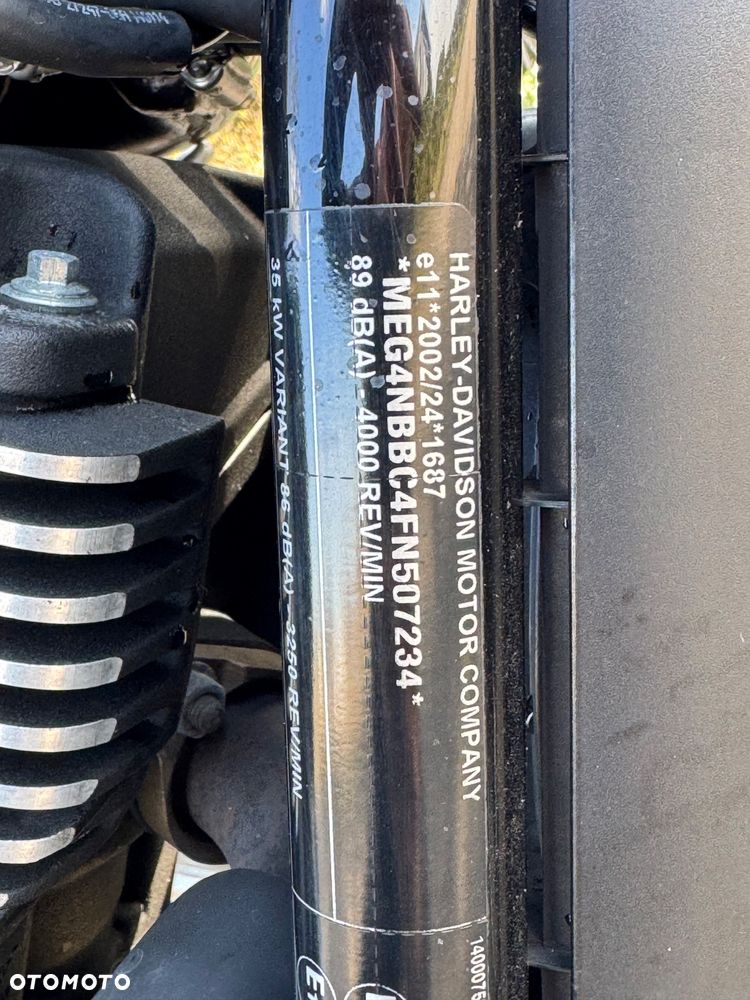 HARLEY-DAVIDSON MOTOR COMPANY
e11*2002/24*1687
*MEG4NBBC4FN507234*
89 dB(A) - 4000 REV/MIN
35 kW VARIANT 86 dB(A) - 3250 REV/MIN
1400075
OTOMOTO